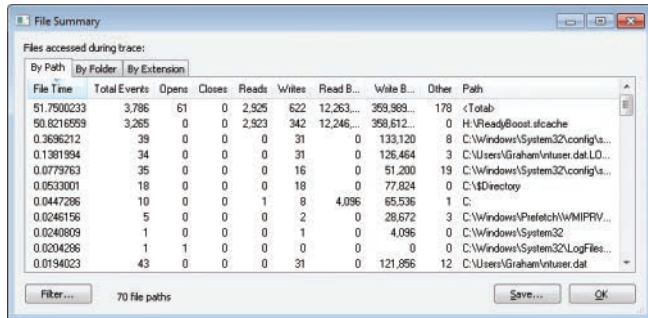 File Summary
Files accessed during trace:
By Path By Folder By Extension
File Time Total Events Opens Closes Reads Writes Read B... Write B... Other Path
51.7500233 3,786 61 0 2,925 622 12,263,... 359,989... 178 <Total>
50.8216559 3,265 0 0 2,923 342 12,246,... 358,612... 0 H:\ReadyBoost.sfcache
0.3696212 39 0 0 0 31 0 133,120 8 C:\Windows\System32\config\s...
0.1381994 34 0 0 0 31 0 126,464 3 C:\Users\Graham\ntuser.dat.LO...
0.0779763 35 0 0 0 16 0 51,200 19 C:\Windows\System32\config\s...
0.0533001 18 0 0 0 18 0 77,824 0 C:\$Directory
0.0447286 10 0 0 1 8 4,096 65,536 1 C:
0.0246156 5 0 0 0 2 0 28,672 3 C:\Windows\Prefetch\WMIPRV...
0.0240809 1 0 0 0 1 0 4,096 0 C:\Windows\System32
0.0204286 1 1 0 0 0 0 0 0 C:\Windows\System32\LogFiles...
0.0194023 43 0 0 0 31 0 121,856 12 C:\Users\Graham\ntuser.dat
Filter... 70 file paths Save... OK